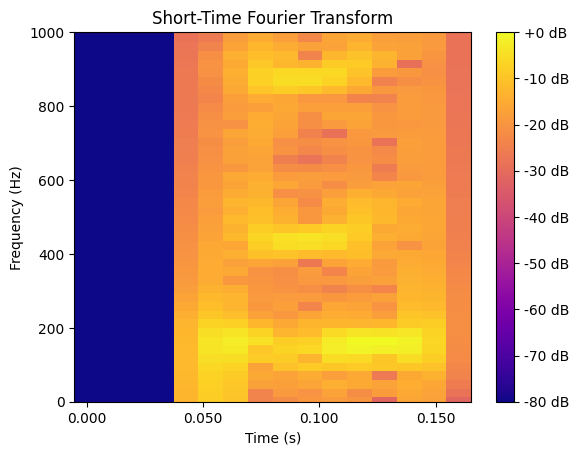 Short-Time Fourier Transform
Frequency (Hz)
1000
800
600
400
200
0
0.000
0.050
0.100
0.150
Time (s)
+0 dB
-10 dB
-20 dB
-30 dB
-40 dB
-50 dB
-60 dB
-70 dB
-80 dB